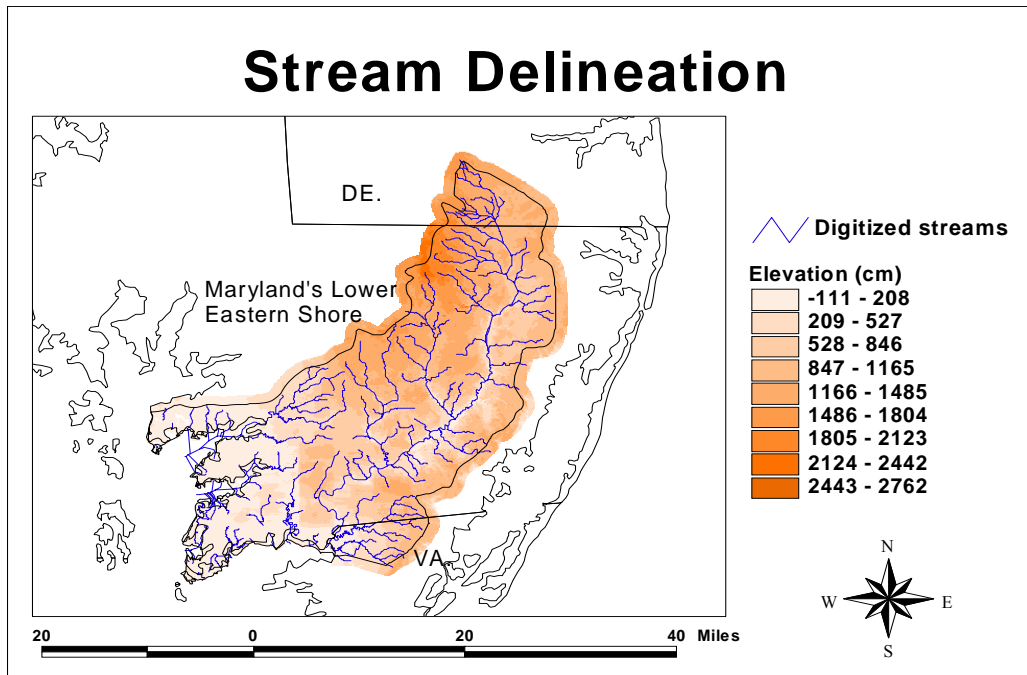 Stream Delineation
DE.
Maryland's Lower
Eastern Shore
VA.
Digitized streams
Elevation (cm)
-111 - 208
209 - 527
528 - 846
847 - 1165
1166 - 1485
1486 - 1804
1805 - 2123
2124 - 2442
2443 - 2762
N
W E
S
20 0 20 40 Miles